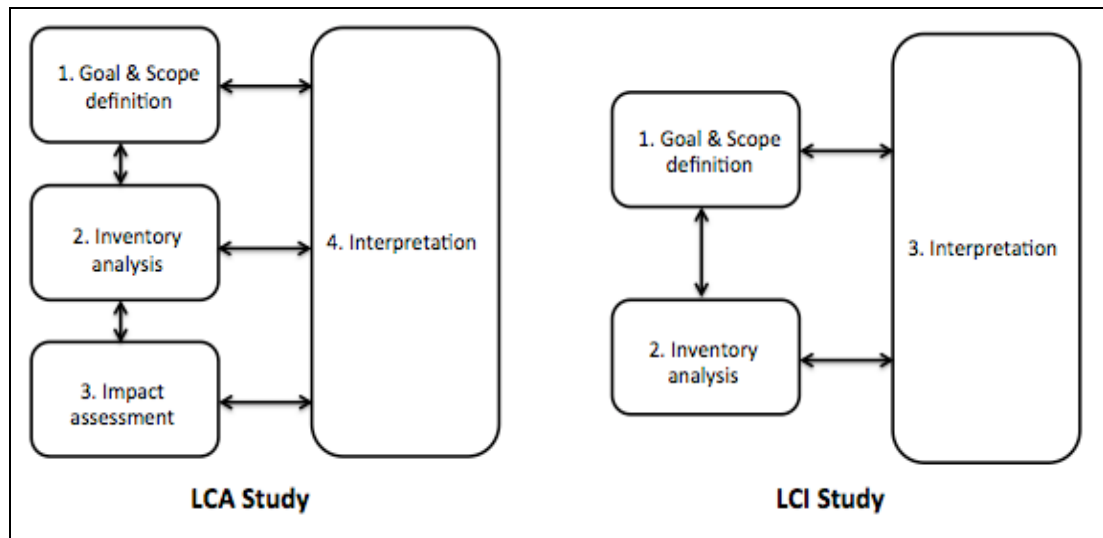 1. Goal & Scope
definition
2. Inventory
analysis
3. Impact
assessment
4. Interpretation
LCA Study
1. Goal & Scope
definition
2. Inventory
analysis
3. Interpretation
LCI Study